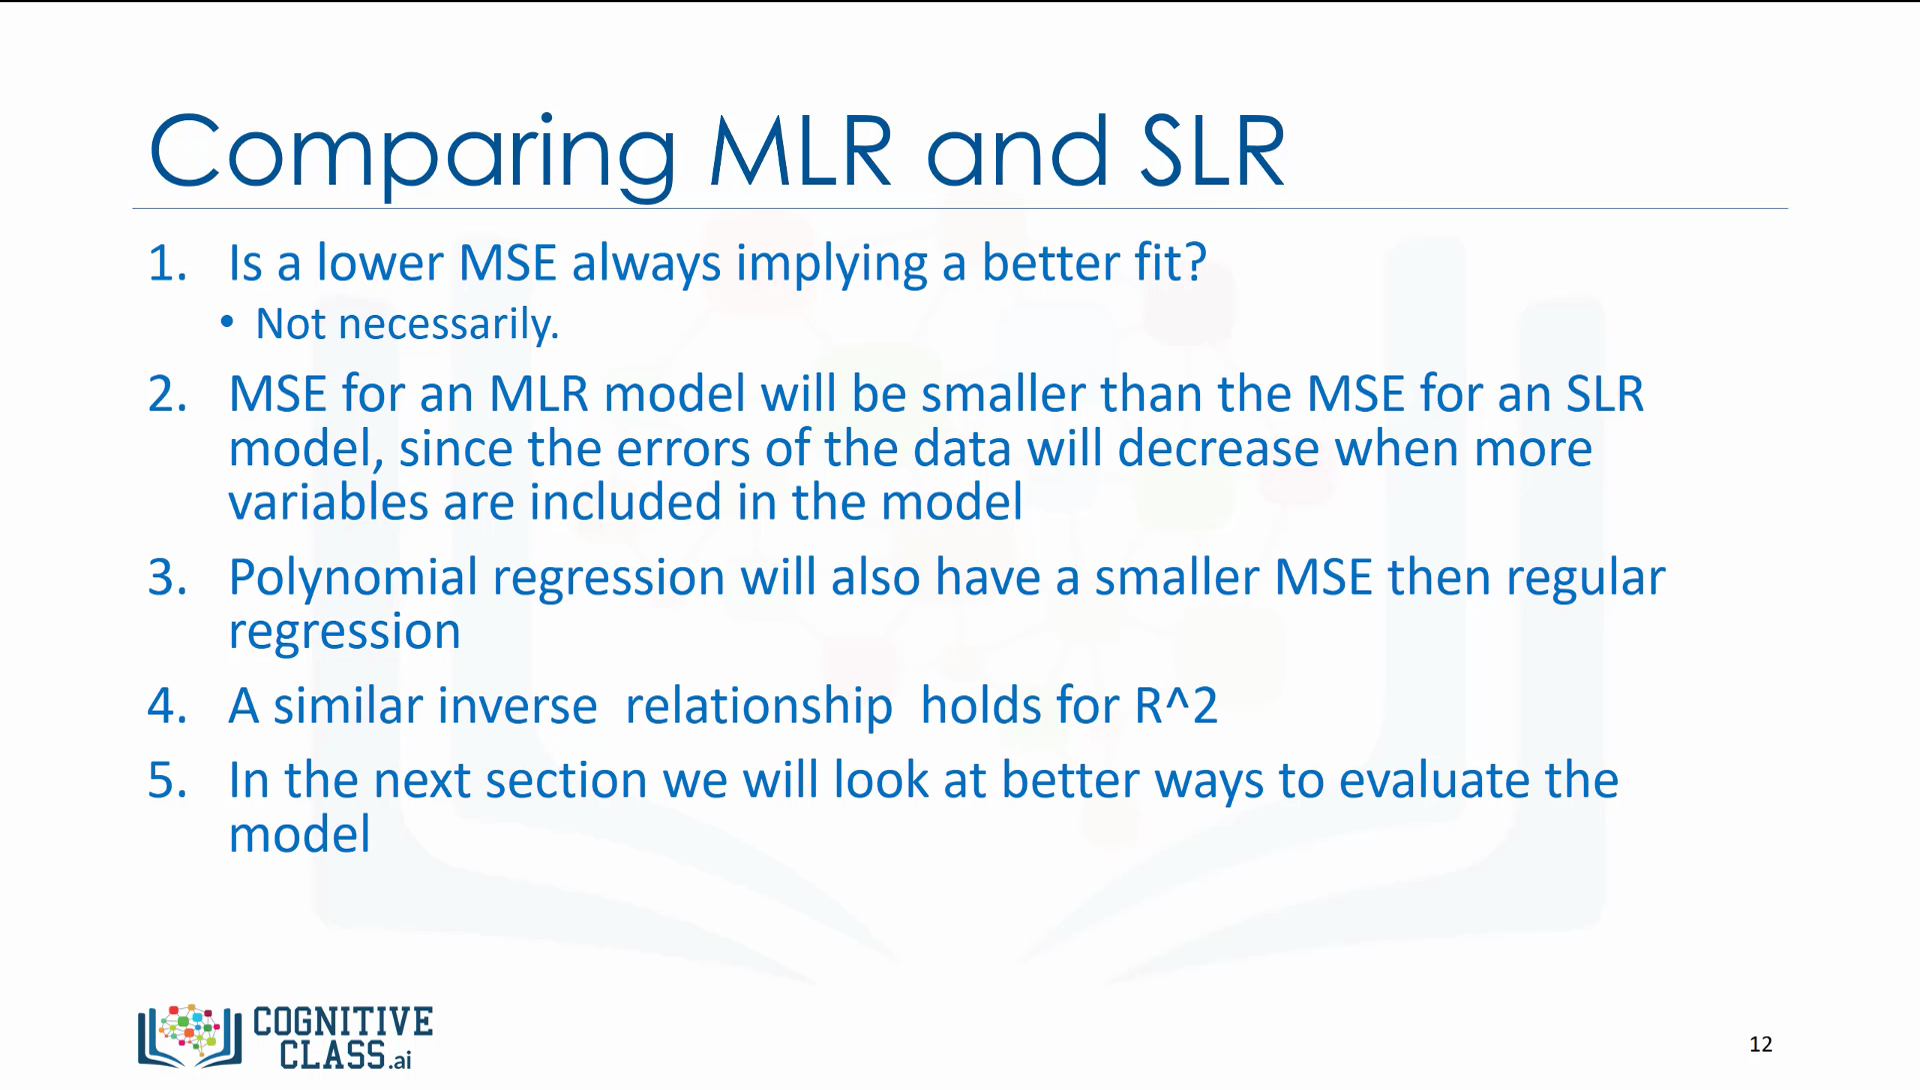 Comparing MLR and SLR
1. Is a lower MSE always implying a better fit?
• Not necessarily.
2. MSE for an MLR model will be smaller than the MSE for an SLR
model, since the errors of the data will decrease when more
variables are included in the model
3. Polynomial regression will also have a smaller MSE then regular
regression
4. A similar inverse relationship holds for R^2
5. In the next section we will look at better ways to evaluate the
model
COGNITIVE
CLASS.ai
12